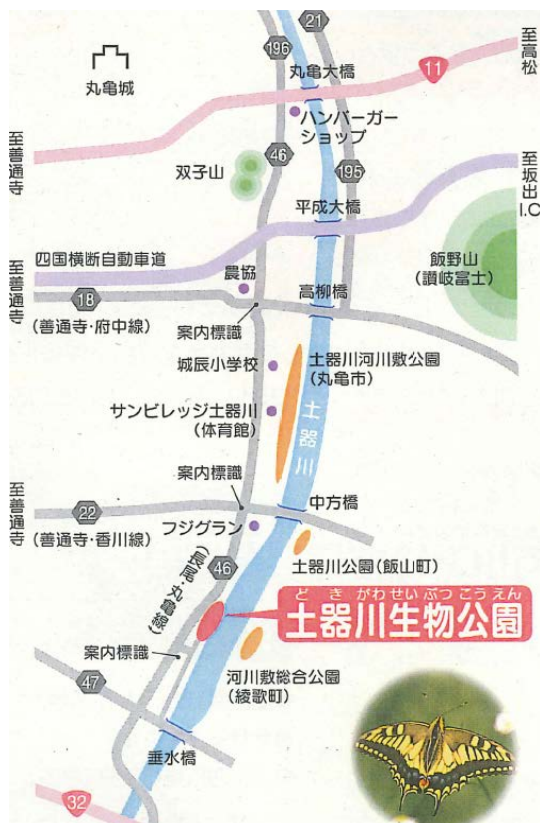 21
196
丸亀大橋
11
至高松
丸亀城
ハンバーガー
ショップ
至善通寺
46
双子山
195
至坂出I.C
平成大橋
四国横断自動車道
農協
飯野山
(讃岐富士)
至善通寺
18
高柳橋
(善通寺・府中線)
案内標識
城辰小学校
土器川河川敷公園
(丸亀市)
サンビレッジ土器川
(体育館)
土器川
案内標識
至善通寺
中方橋
22
フジグラン
(善通寺・香川線)
土器川公園(飯山町)
46
(長尾・丸亀線)
どきがわせいぶつこうえん
土器川生物公園
案内標識
河川敷総合公園
(綾歌町)
47
垂水橋
32